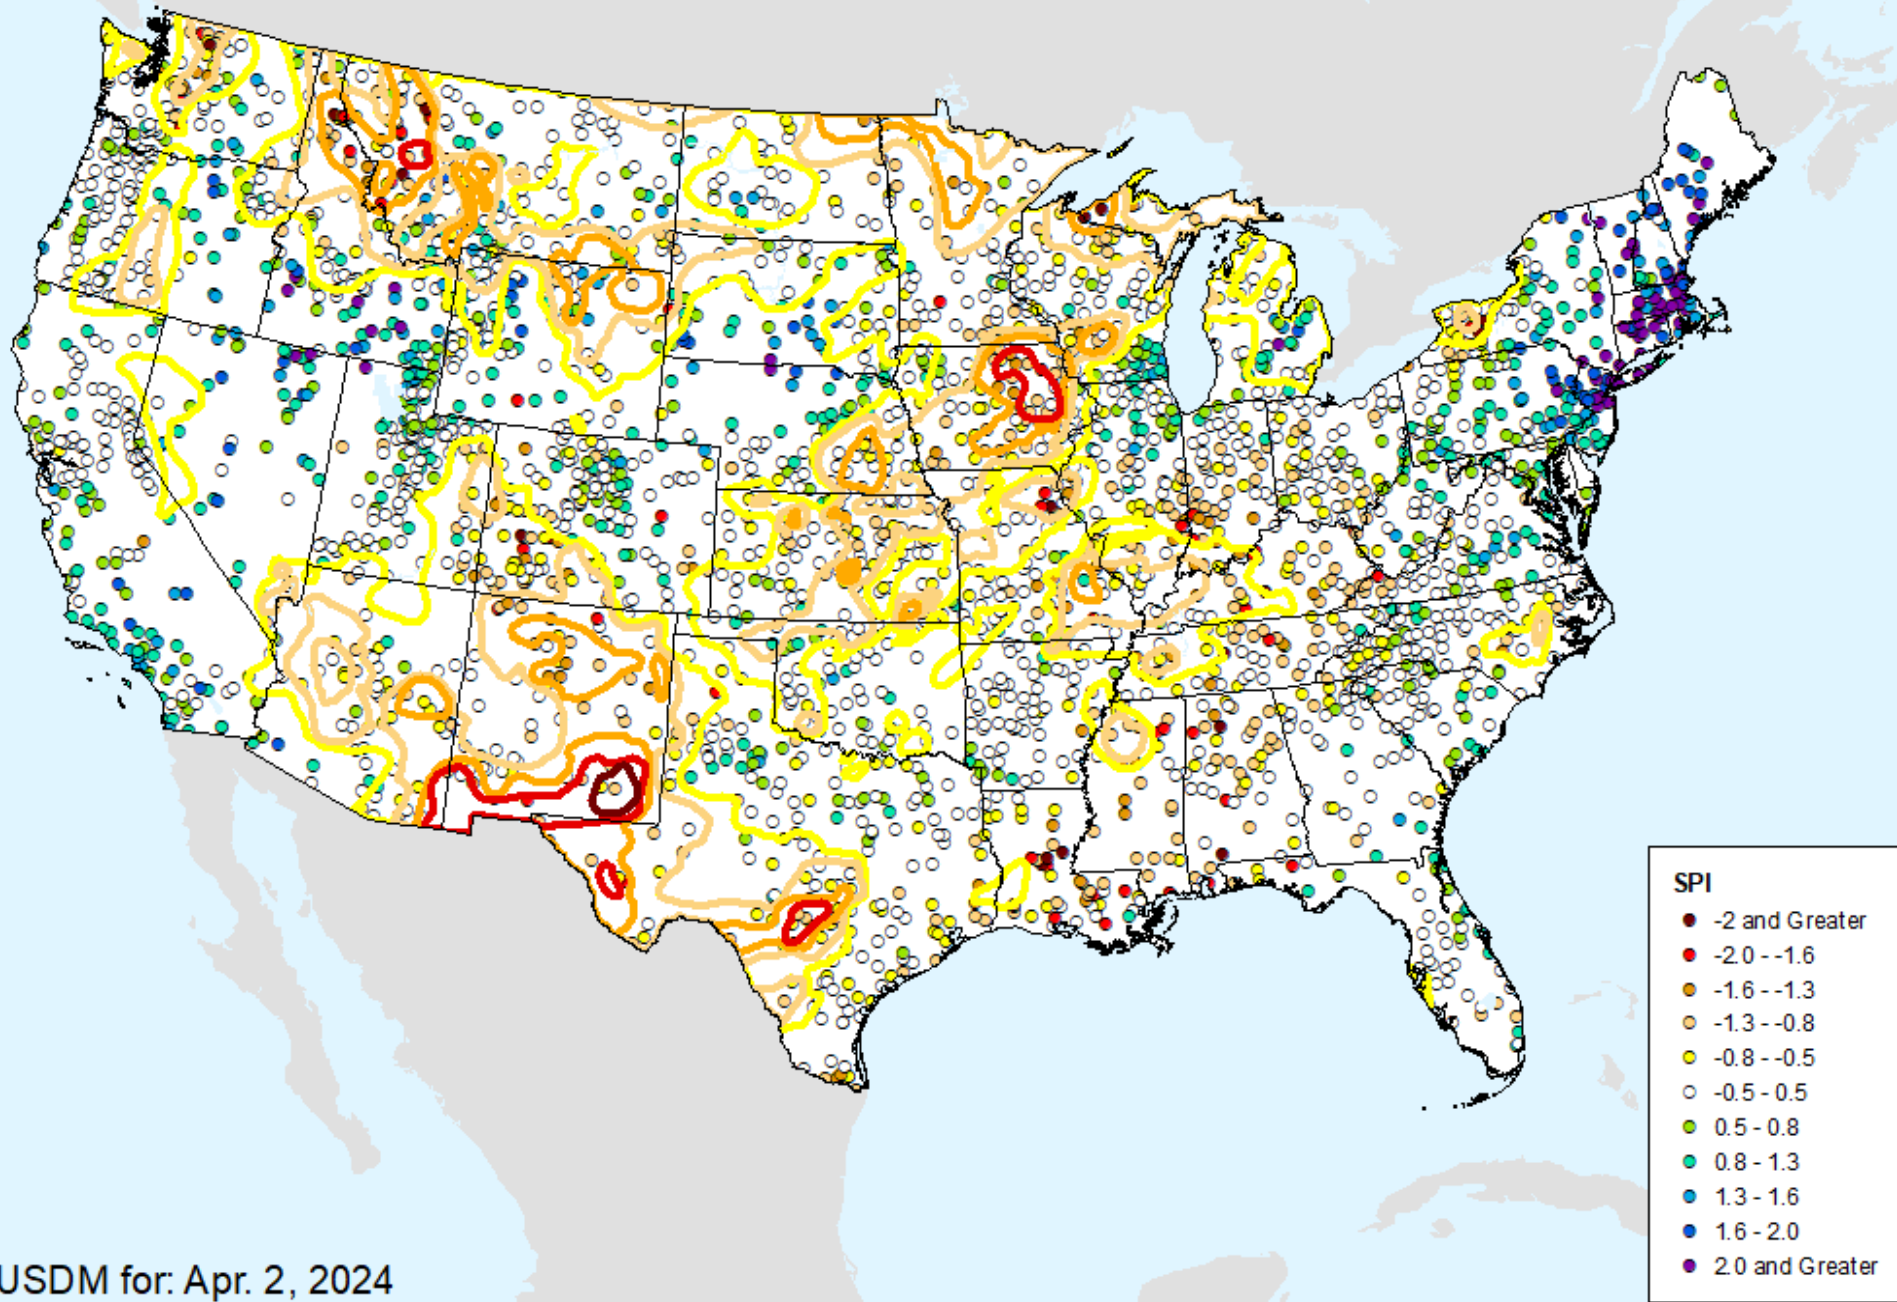 SPI
-2 and Greater
-2.0 - -1.6
-1.6 - -1.3
-1.3 - -0.8
-0.8 - -0.5
-0.5 - 0.5
0.5 - 0.8
0.8 - 1.3
1.3 - 1.6
1.6 - 2.0
2.0 and Greater
USDM for: Apr. 2, 2024